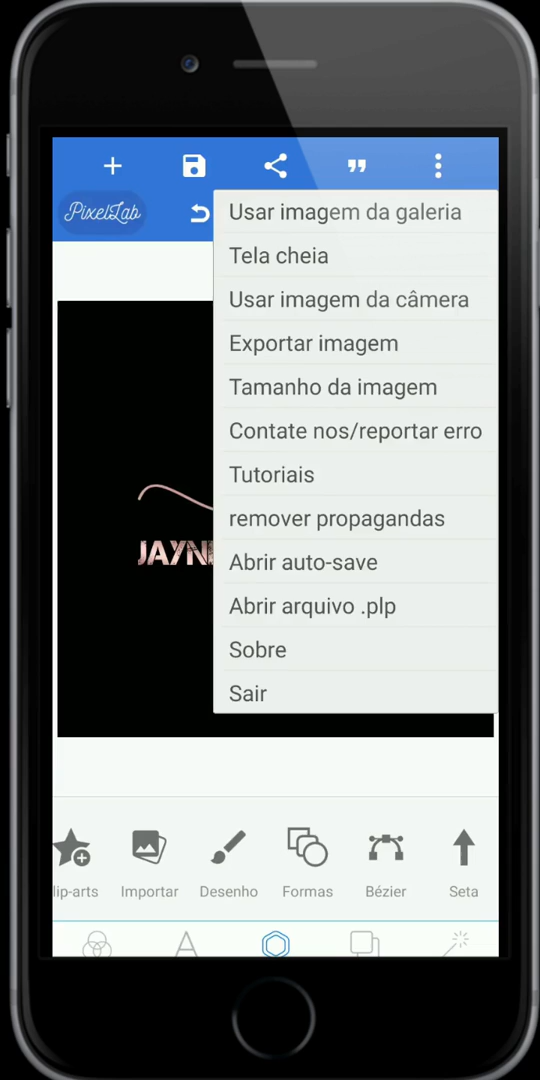 PixelLab
Usar imagem da galeria
Tela cheia
Usar imagem da câmera
Exportar imagem
Tamanho da imagem
Contate nos/reportar erro
Tutoriais
remover propagandas
Abrir auto-save
Abrir arquivo .plp
Sobre
Sair
JAYN
lip-arts Importar Desenho Formas Bézier Seta